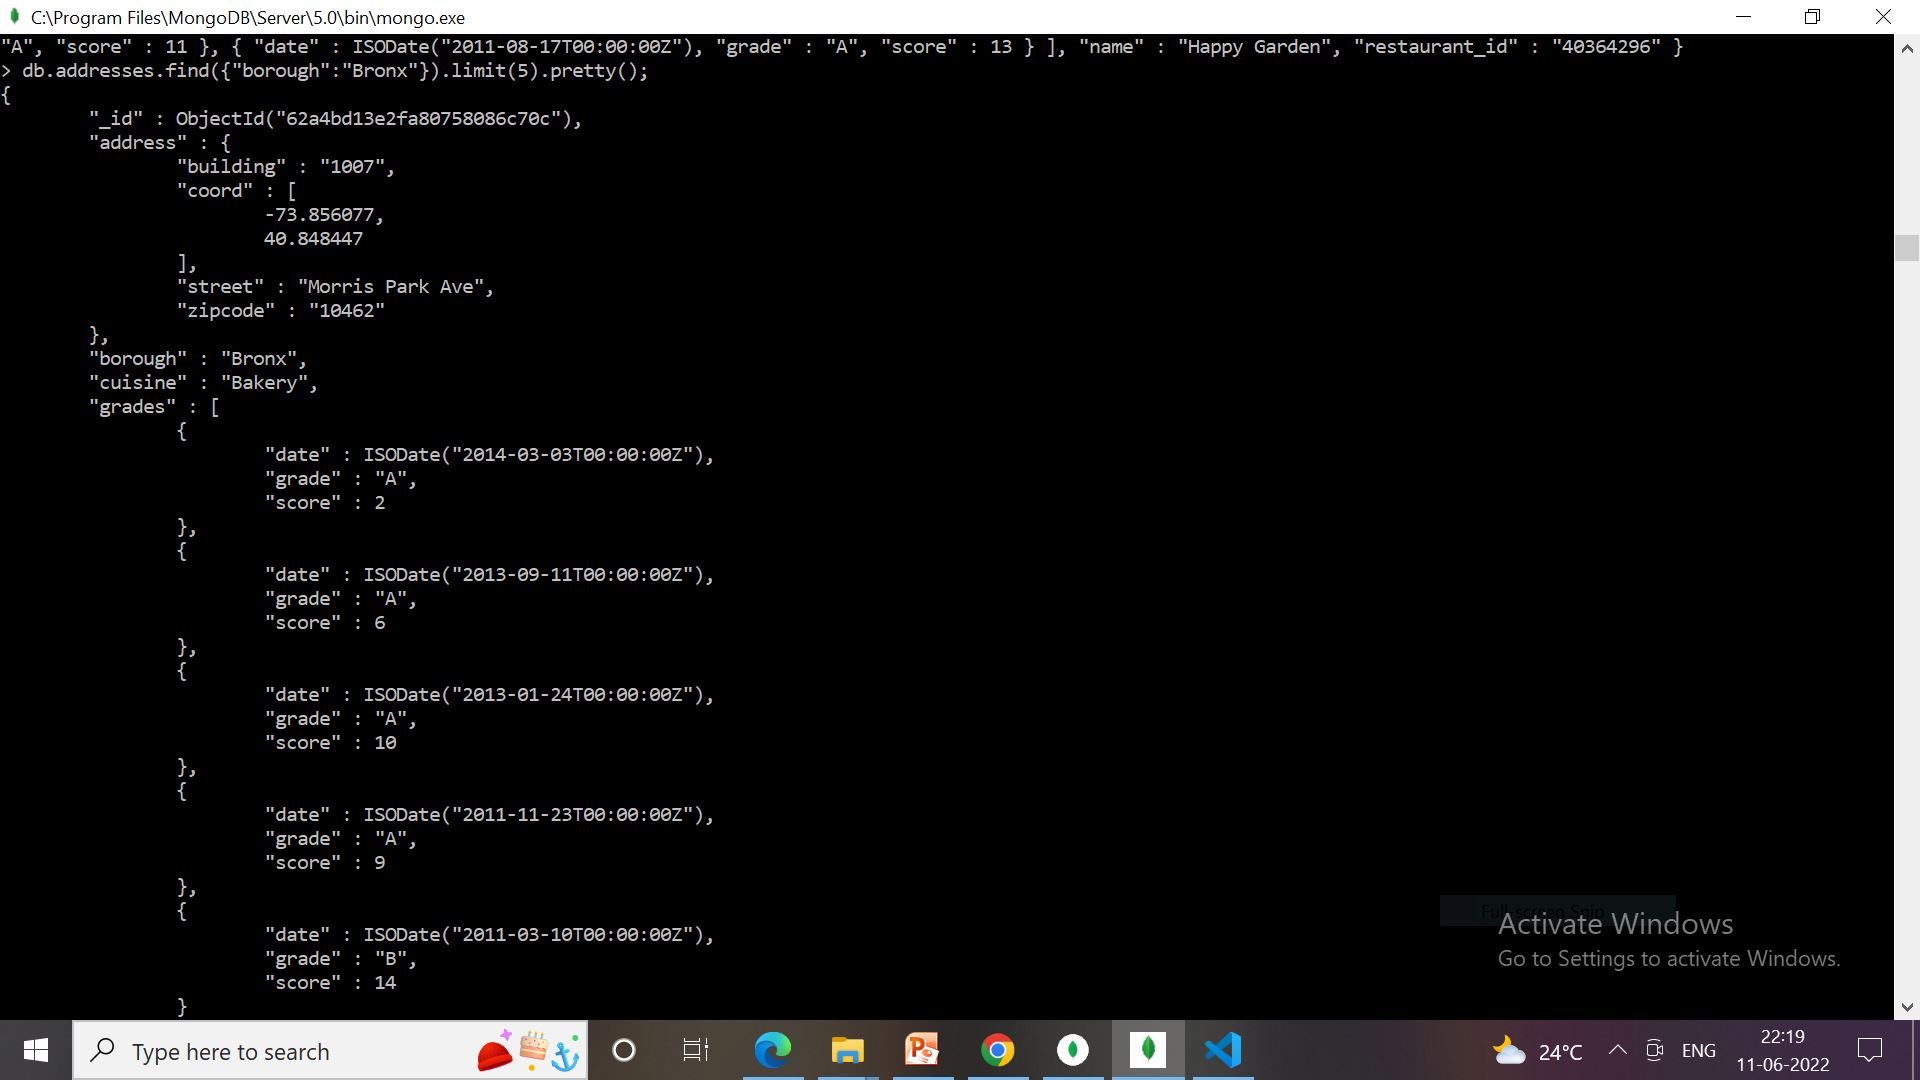 C:\Program Files\MongoDB\Server\5.0\bin\mongo.exe
"A", "score" : 11 }, { "date" : ISODate("2011-08-17T00:00:00Z"), "grade" : "A", "score" : 13 } ], "name" : "Happy Garden", "restaurant_id" : "40364296" }
> db.addresses.find({"borough":"Bronx"}).limit(5).pretty();
{
"_id" : ObjectId("62a4bd13e2fa80758086c70c"),
"address" : {
"building" : "1007",
"coord" : [
-73.856077,
40.848447
],
"street" : "Morris Park Ave",
"zipcode" : "10462"
},
"borough" : "Bronx",
"cuisine" : "Bakery",
"grades" : [
{
"date" : ISODate("2014-03-03T00:00:00Z"),
"grade" : "A",
"score" : 2
},
{
"date" : ISODate("2013-09-11T00:00:00Z"),
"grade" : "A",
"score" : 6
},
{
"date" : ISODate("2013-01-24T00:00:00Z"),
"grade" : "A",
"score" : 10
},
{
"date" : ISODate("2011-11-23T00:00:00Z"),
"grade" : "A",
"score" : 9
},
{
"date" : ISODate("2011-03-10T00:00:00Z"),
"grade" : "B",
"score" : 14
}
Full-screen Snip
Activate Windows
Go to Settings to activate Windows.
Type here to search
24°C
ENG
22:19
11-06-2022